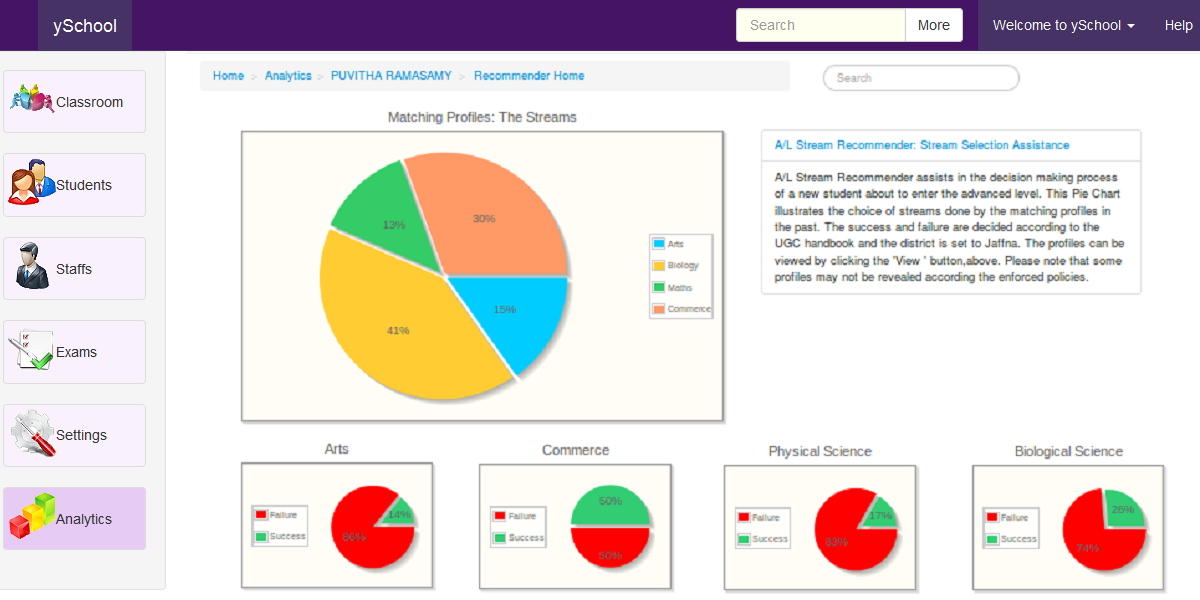 ySchool
Search More Welcome to ySchool Help
Home > Analytics > PUVITHA RAMASAMY > Recommender Home
Search
Classroom
Students
Staffs
Exams
Settings
Analytics
Matching Profiles: The Streams
30%
13%
15%
41%
Arts
Biology
Maths
Commerce
A/L Stream Recommender: Stream Selection Assistance
A/L Stream Recommender assists in the decision making process
of a new student about to enter the advanced level. This Pie Chart
illustrates the choice of streams done by the matching profiles in
the past. The success and failure are decided according to the
UGC handbook and the district is set to Jaffna. The profiles can be
viewed by clicking the 'View ' button,above. Please note that some
profiles may not be revealed according the enforced policies.
Arts
Failure
Success
14%
86%
Commerce
Failure
Success
50%
50%
Physical Science
Failure
Success
17%
83%
Biological Science
Failure
Success
26%
74%